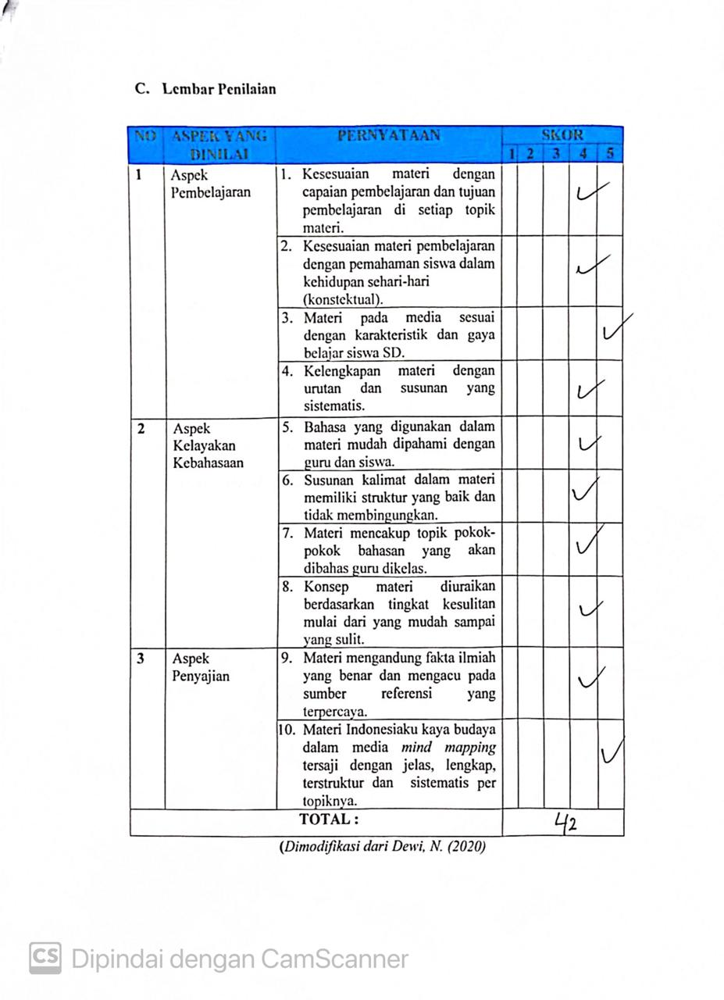 C. Lembar Penilaian
NO ASPEK YANG DINILAI PERNYATAAN SKOR
1 2 3 4 5
1 Aspek Pembelajaran
1. Kesesuaian materi dengan
capaian pembelajaran dan tujuan
pembelajaran di setiap topik
materi.
✓
2. Kesesuaian materi pembelajaran
dengan pemahaman siswa dalam
kehidupan sehari-hari
(konstektual).
✓
3. Materi pada media sesuai
dengan karakteristik dan gaya
belajar siswa SD.
✓
4. Kelengkapan materi dengan
urutan dan susunan yang
sistematis.
✓
2 Aspek Kelayakan Kebahasaan
5. Bahasa yang digunakan dalam
materi mudah dipahami dengan
guru dan siswa.
✓
6. Susunan kalimat dalam materi
memiliki struktur yang baik dan
tidak membingungkan.
✓
7. Materi mencakup topik pokok-
pokok bahasan yang akan
dibahas guru dikelas.
✓
8. Konsep materi diuraikan
berdasarkan tingkat kesulitan
mulai dari yang mudah sampai
yang sulit.
✓
3 Aspek Penyajian
9. Materi mengandung fakta ilmiah
yang benar dan mengacu pada
sumber referensi yang
terpercaya.
✓
10. Materi Indonesiaku kaya budaya
dalam media mind mapping
tersaji dengan jelas, lengkap,
terstruktur dan sistematis per
topiknya.
✓
TOTAL : 42
(Dimodifikasi dari Dewi, N. (2020)
CS Dipindai dengan CamScanner